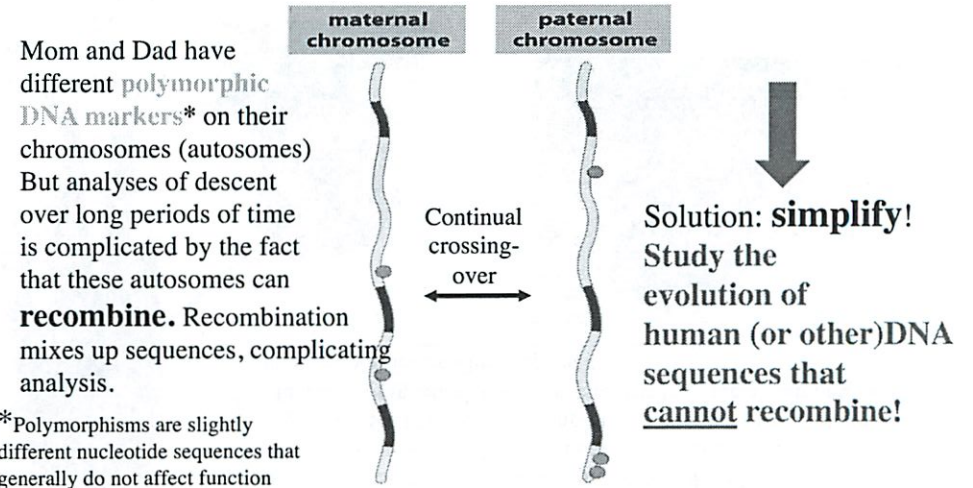 maternal
chromosome
paternal
chromosome
Mom and Dad have
different polymorphic
DNA markers* on their
chromosomes (autosomes)
But analyses of descent
over long periods of time
is complicated by the fact
that these autosomes can
recombine. Recombination
mixes up sequences, complicating
analysis.
*Polymorphisms are slightly
different nucleotide sequences that
generally do not affect function
Continual
crossing-
over
Solution: simplify!
Study the
evolution of
human (or other)DNA
sequences that
cannot recombine!